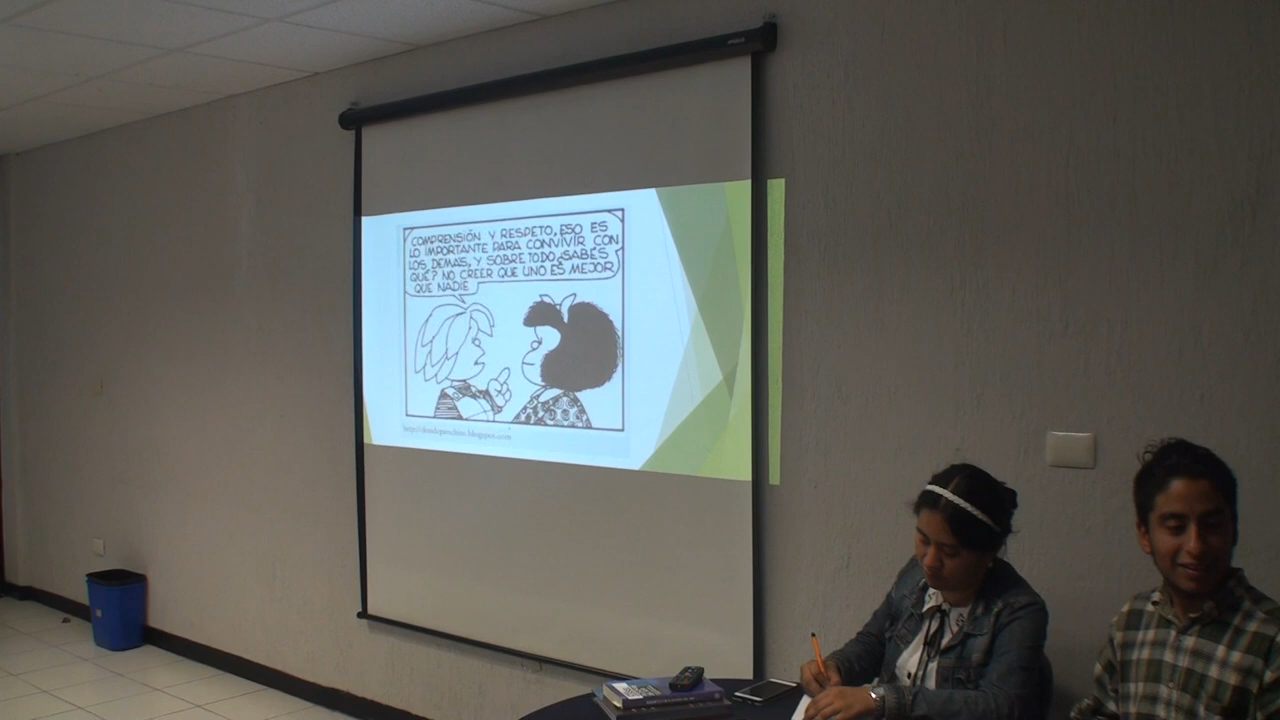 COMPRENSIÓN Y RESPETO, ESO ES
LO IMPORTANTE PARA CONVIVIR CON
LOS DEMAS, Y SOBRE TODO ¿SABÉS
QUÉ? NO CREER QUE UNO ES MEJOR
QUE NADIE